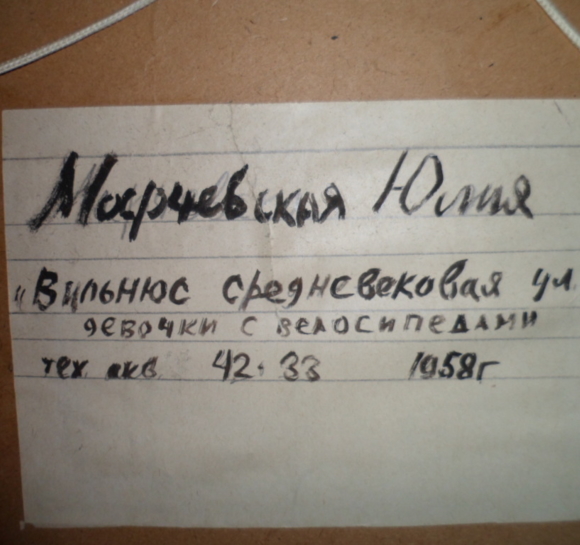 Марчевская Юлия
"Вильнюс средневековая ул.
девочки с велосипедами
тех. акв. 42·33 1958г